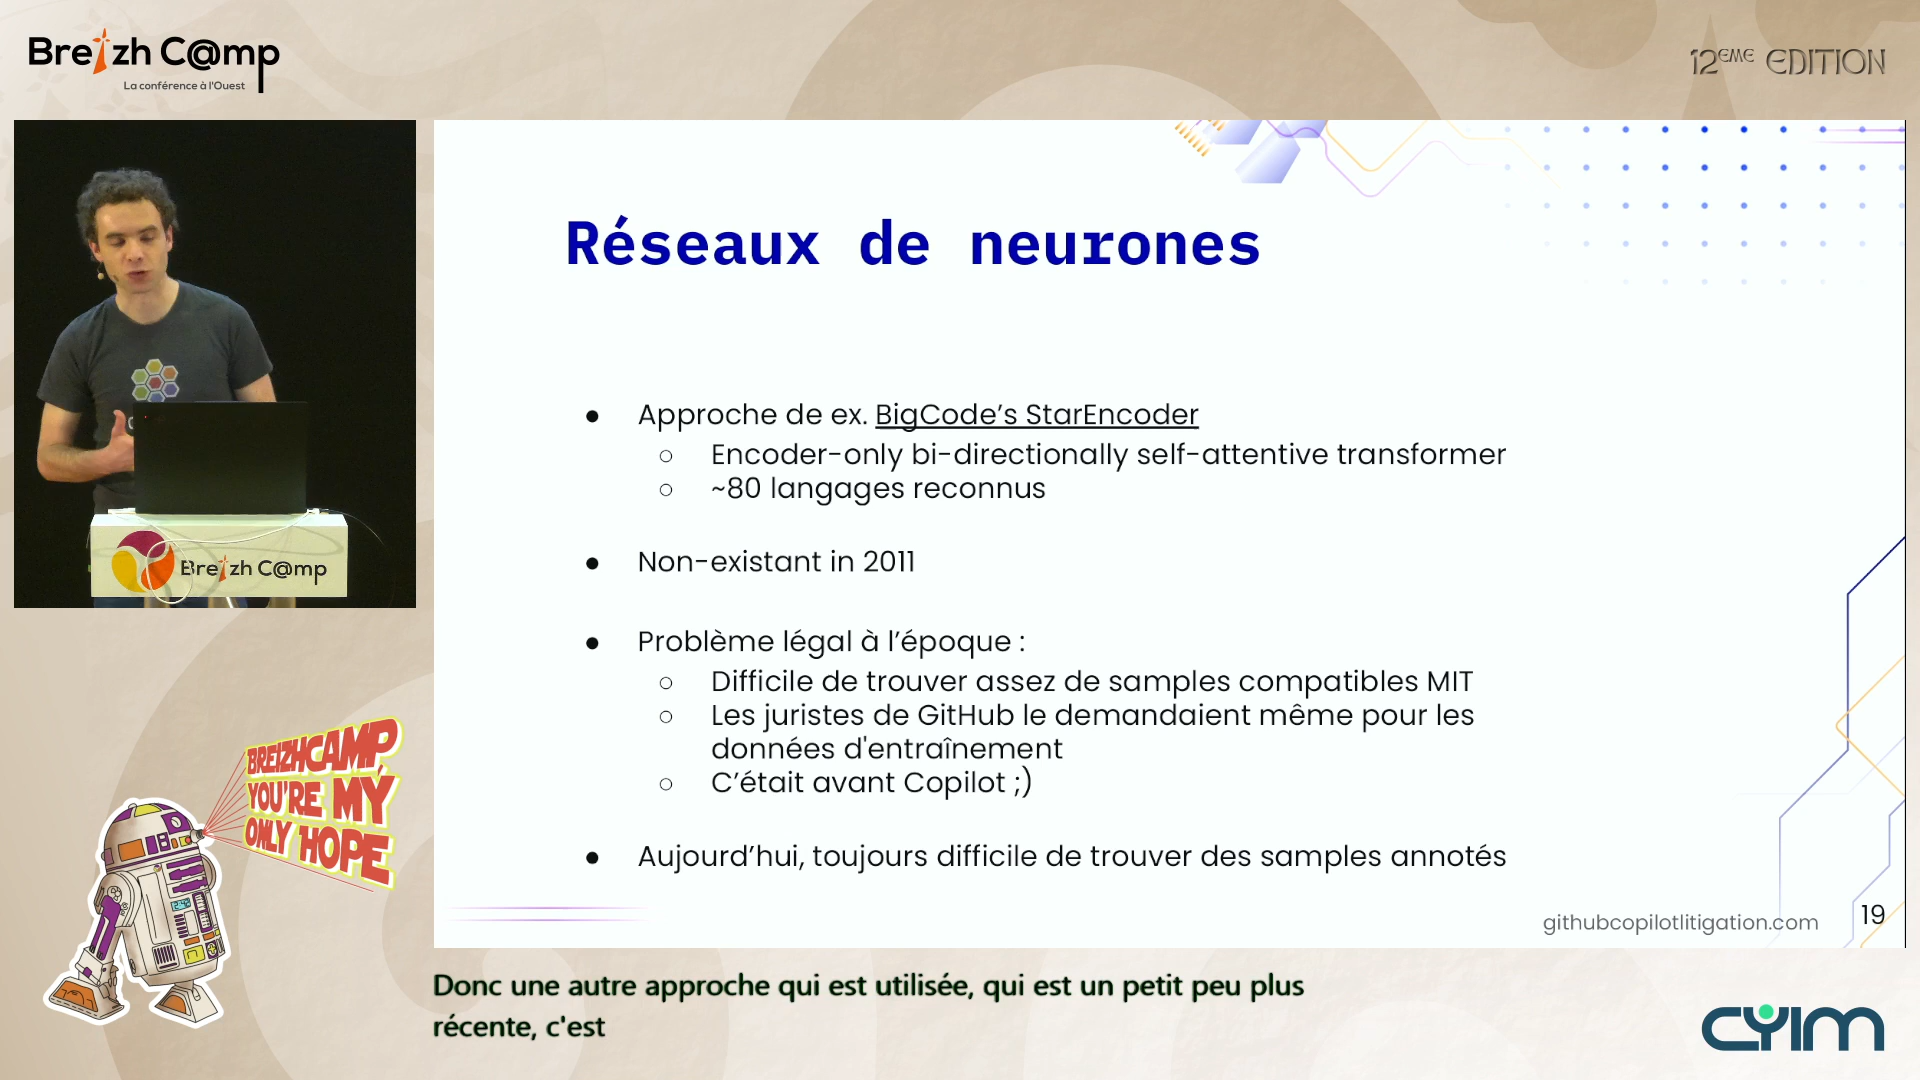 Breizh C@mp
La conférence à l'Ouest
12EME EDITION
Réseaux de neurones
● Approche de ex. BigCode’s StarEncoder
○ Encoder-only bi-directionally self-attentive transformer
○ ~80 langages reconnus
● Non-existant in 2011
● Problème légal à l’époque :
○ Difficile de trouver assez de samples compatibles MIT
○ Les juristes de GitHub le demandaient même pour les
données d'entraînement
○ C’était avant Copilot ;)
● Aujourd’hui, toujours difficile de trouver des samples annotés
githubcopilotlitigation.com
19
Breizh C@mp
BREIZHCAMP,
YOU'RE MY
ONLY HOPE
Donc une autre approche qui est utilisée, qui est un petit peu plus
récente, c'est
CYIM